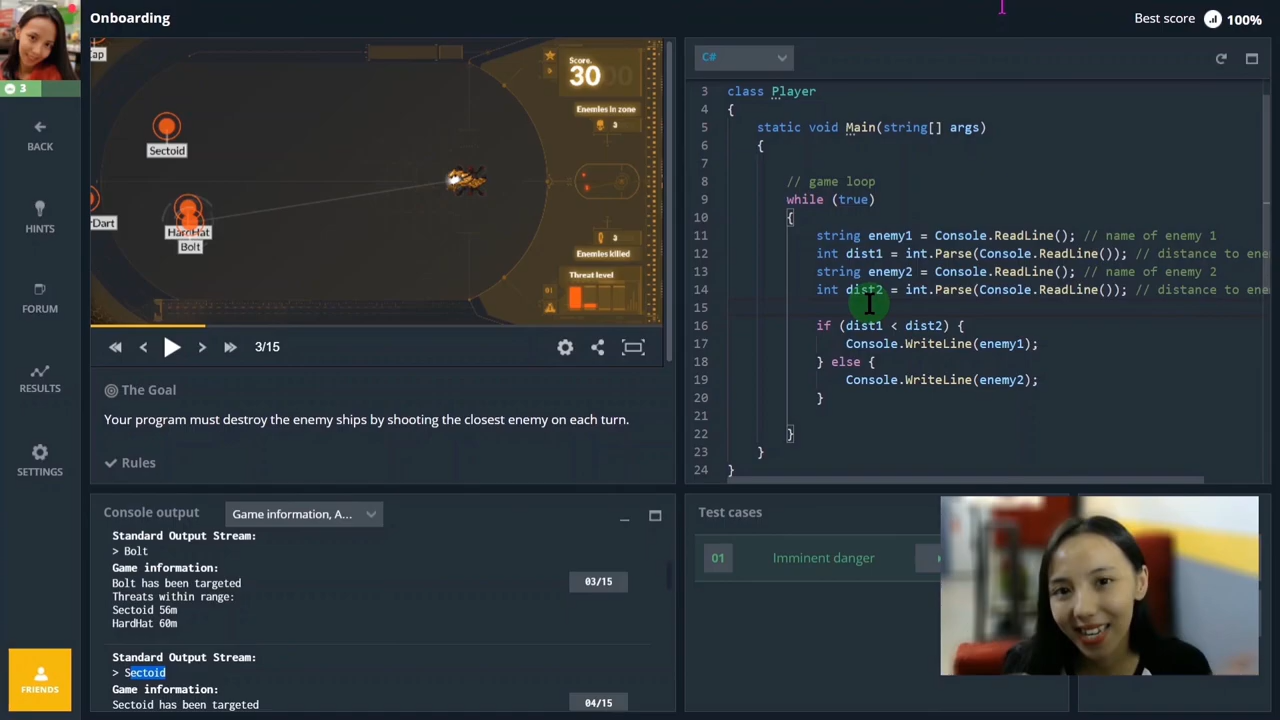 Onboarding
Best score 100%
3
BACK
HINTS
FORUM
RESULTS
SETTINGS
FRIENDS
Sectoid
HardHat
Bolt
Score
30
Enemies in zone
3
Enemies killed
3
Threat level
3/15
The Goal
Your program must destroy the enemy ships by shooting the closest enemy on each turn.
Rules
Console output
Game information, A...
Standard Output Stream:
> Bolt
Game information:
Bolt has been targeted
Threats within range:
Sectoid 56m
HardHat 60m
03/15
Standard Output Stream:
> Sectoid
Game information:
Sectoid has been targeted
04/15
C#
3 class Player
4 {
5 static void Main(string[] args)
6 {
7
8 // game loop
9 while (true)
10 {
11 string enemy1 = Console.ReadLine(); // name of enemy 1
12 int dist1 = int.Parse(Console.ReadLine()); // distance to ene
13 string enemy2 = Console.ReadLine(); // name of enemy 2
14 int dist2 = int.Parse(Console.ReadLine()); // distance to ene
15
16 if (dist1 < dist2) {
17 Console.WriteLine(enemy1);
18 } else {
19 Console.WriteLine(enemy2);
20 }
21
22 }
23 }
24 }
Test cases
01 Imminent danger